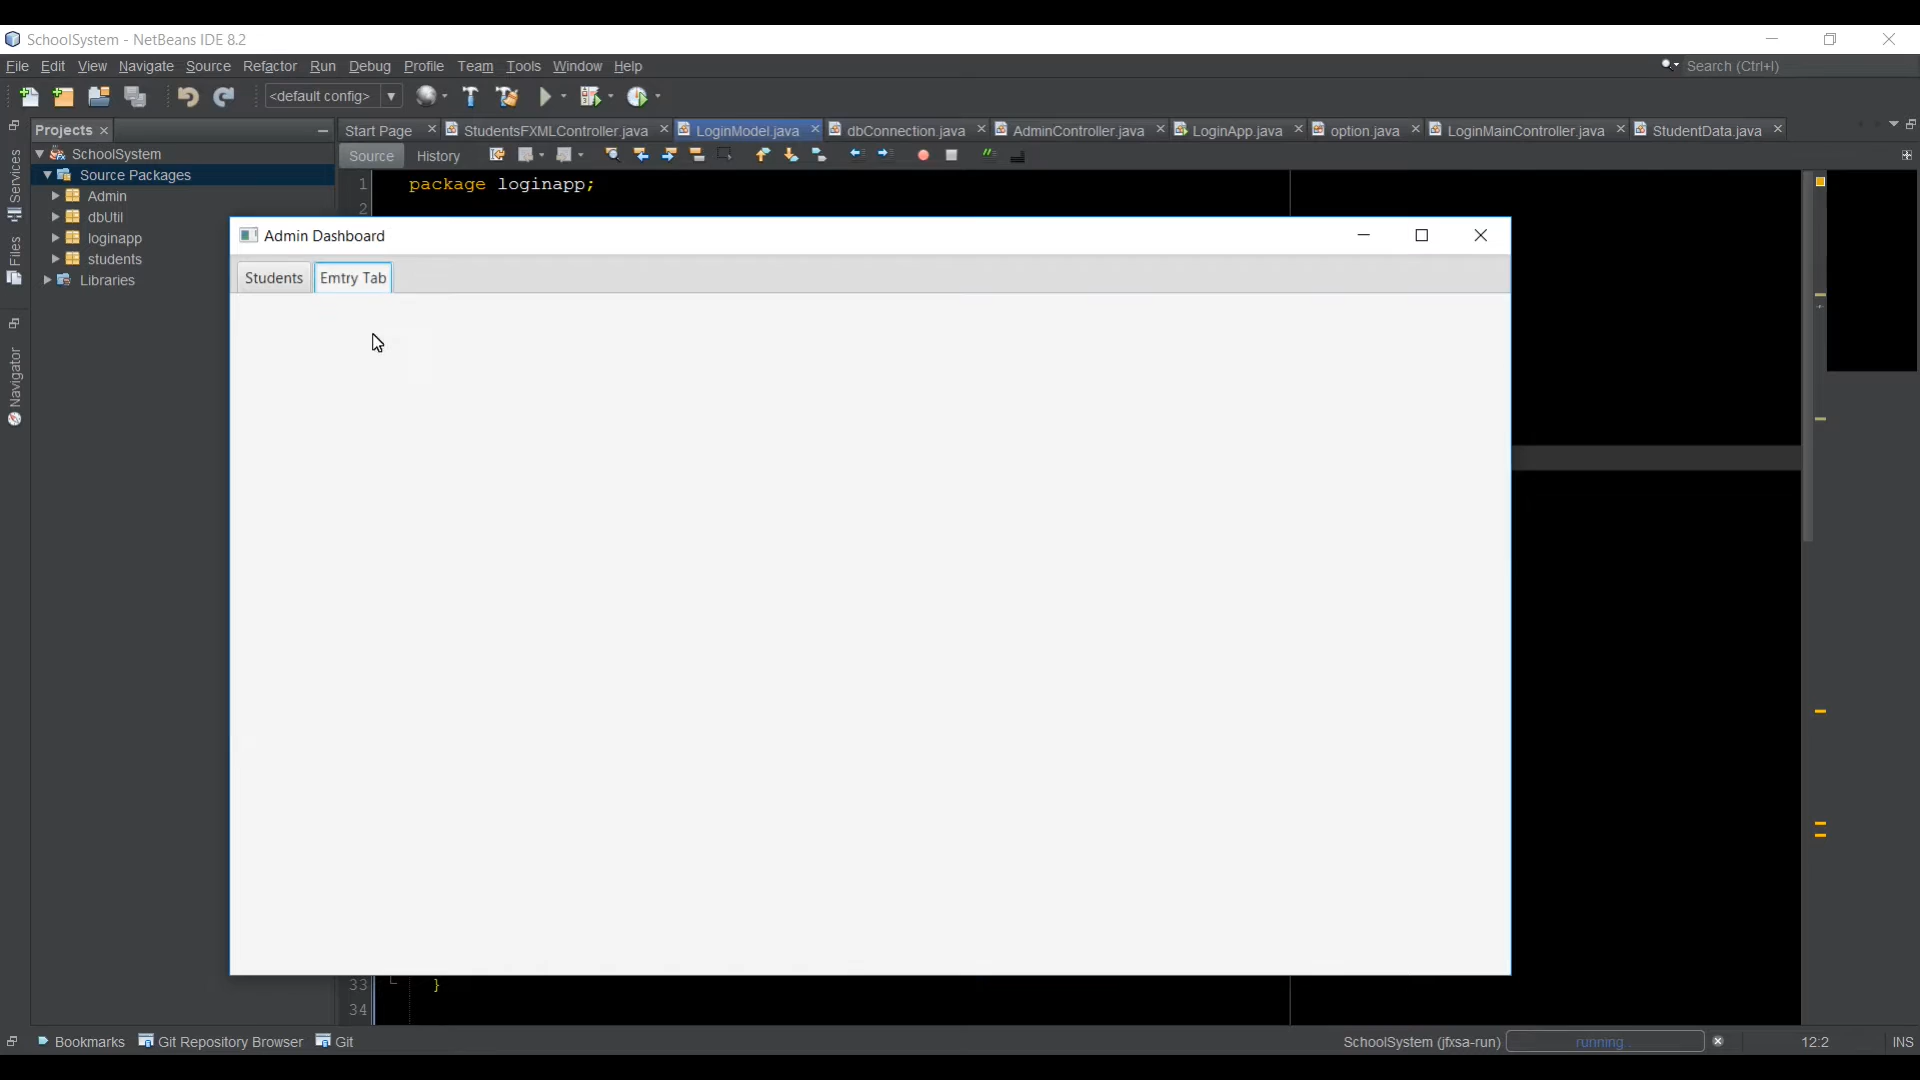 SchoolSystem - NetBeans IDE 8.2
File Edit View Navigate Source Refactor Run Debug Profile Team Tools Window Help
Search (Ctrl+I)
<default config>
Projects
Start Page StudentsFXMLController.java LoginModel.java dbConnection.java AdminController.java LoginApp.java option.java LoginMainController.java StudentData.java
Source History
SchoolSystem
Source Packages
Admin
dbUtil
loginapp
students
Libraries
Services
Files
Navigator
1 package loginapp;
2
Admin Dashboard
Students Emtry Tab
33 }
34
Bookmarks Git Repository Browser Git
SchoolSystem (jfxsa-run) running... 12:2 INS